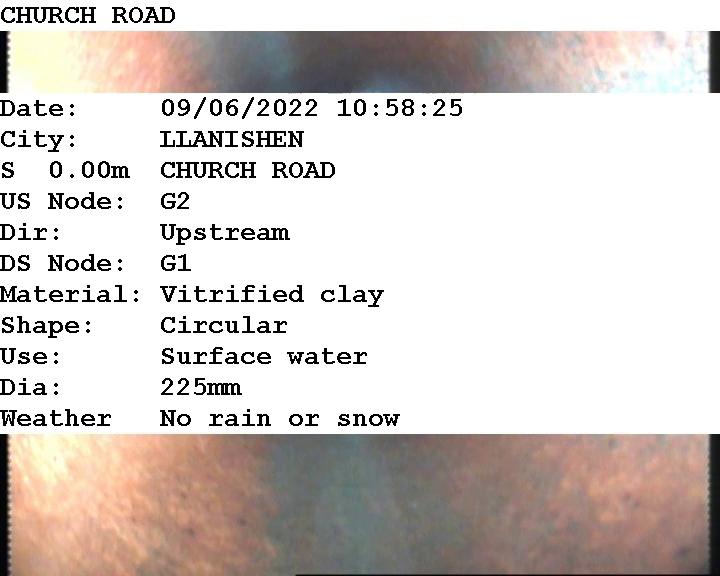 CHURCH ROAD
Date: 09/06/2022 10:58:25
City: LLANISHEN
S 0.00m CHURCH ROAD
US Node: G2
Dir: Upstream
DS Node: G1
Material: Vitrified clay
Shape: Circular
Use: Surface water
Dia: 225mm
Weather No rain or snow